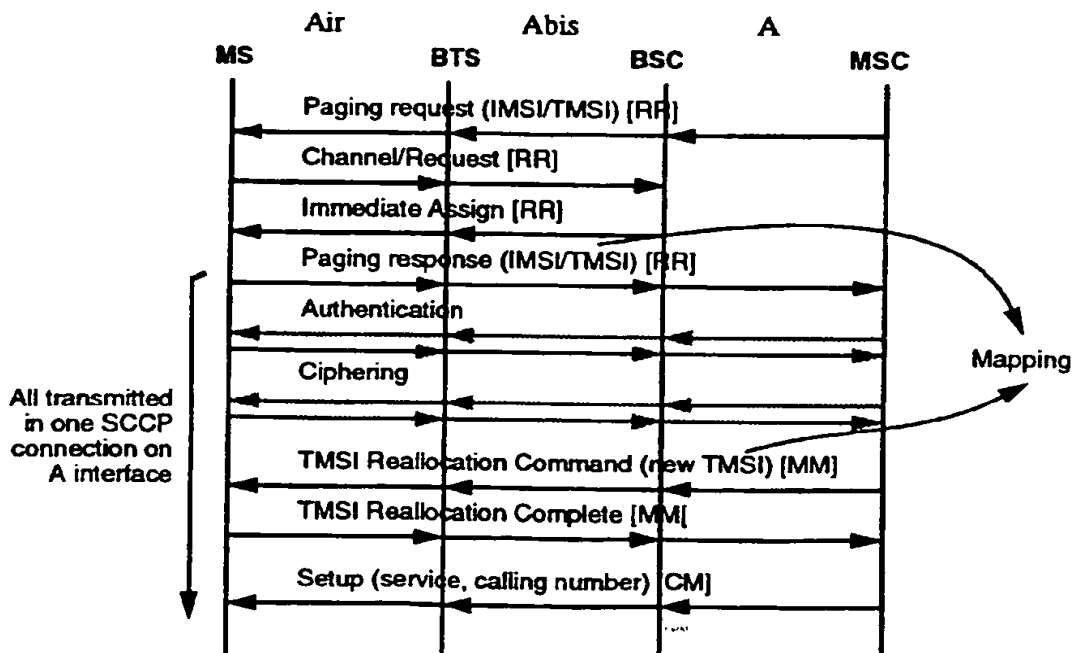 Air Abis A
MS BTS BSC MSC
Paging request (IMSI/TMSI) [RR]
Channel/Request [RR]
Immediate Assign [RR]
Paging response (IMSI/TMSI) [RR]
Authentication
Mapping
Ciphering
All transmitted
in one SCCP
connection on
A interface
TMSI Reallocation Command (new TMSI) [MM]
TMSI Reallocation Complete [MM[
Setup (service, calling number) [CM]